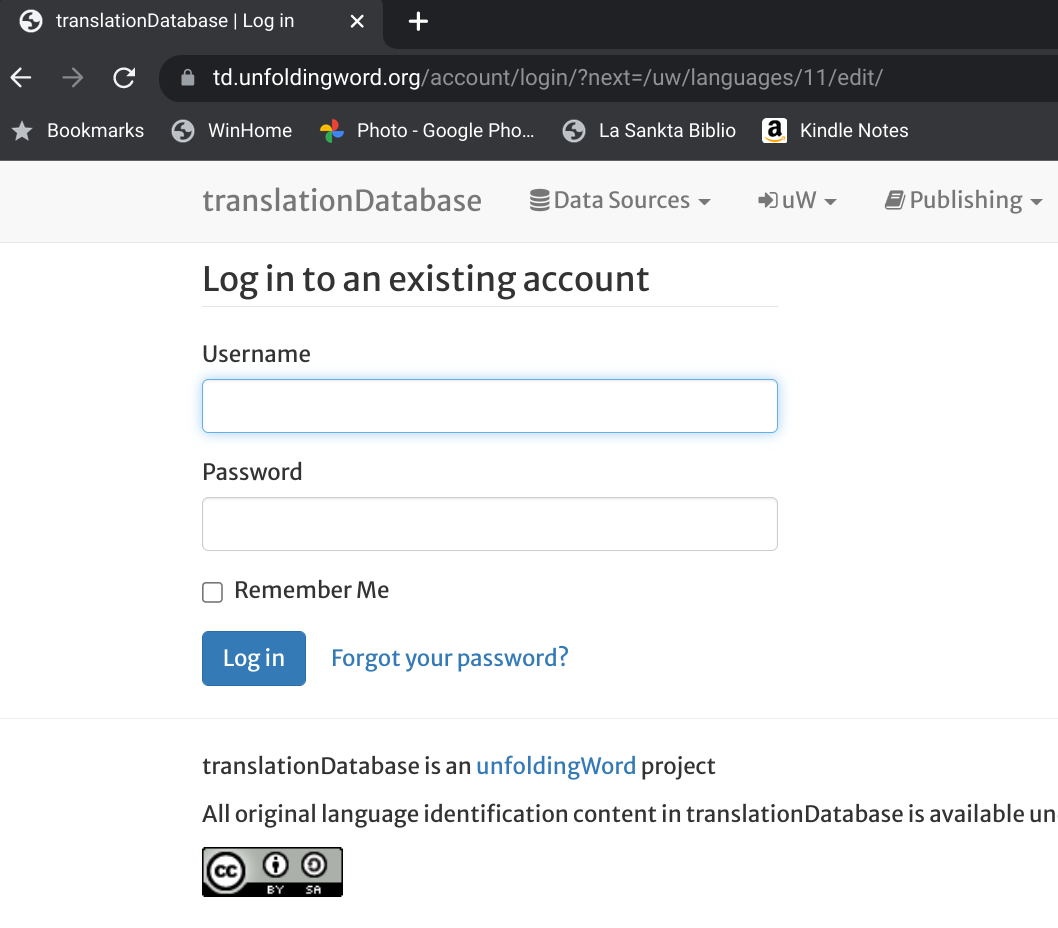 translationDatabase | Log in
td.unfoldingword.org/account/login/?next=/uw/languages/11/edit/
Bookmarks WinHome Photo - Google Pho... La Sankta Biblio a Kindle Notes
translationDatabase Data Sources uW Publishing
Log in to an existing account
Username
Password
Remember Me
Log in Forgot your password?
translationDatabase is an unfoldingWord project
All original language identification content in translationDatabase is available un
cc BY SA